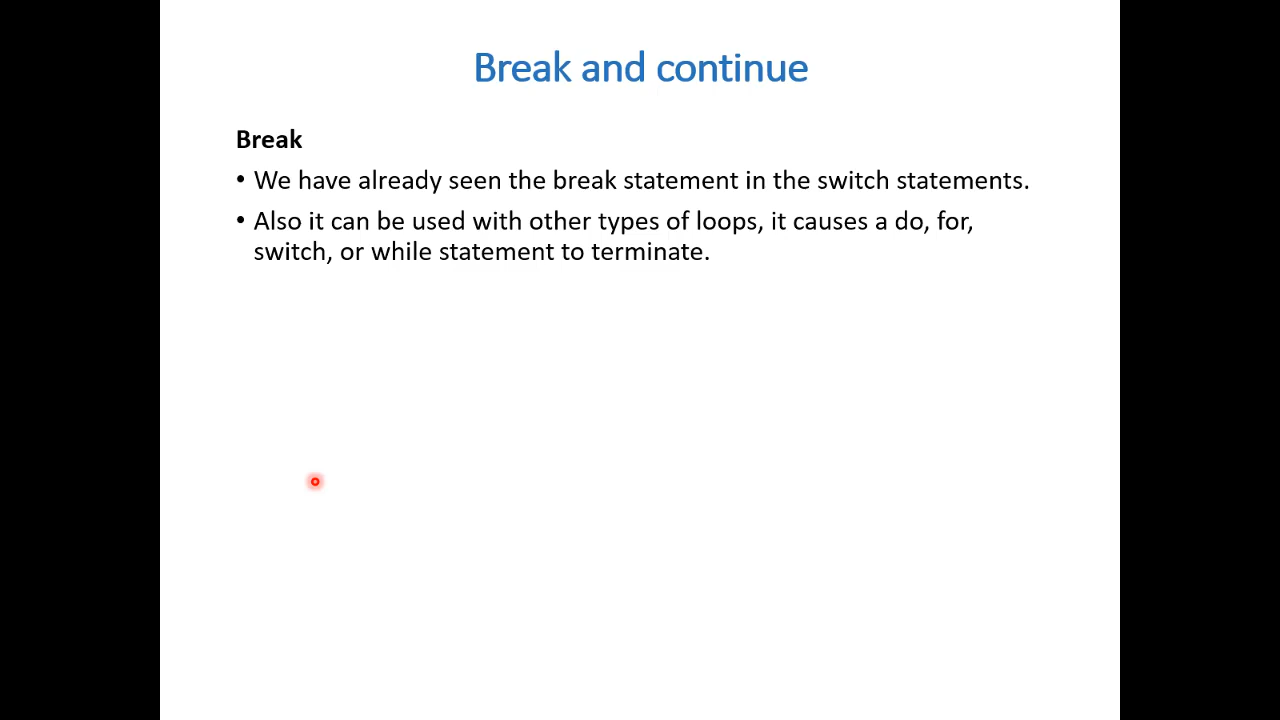 Break and continue
Break
• We have already seen the break statement in the switch statements.
• Also it can be used with other types of loops, it causes a do, for,
switch, or while statement to terminate.